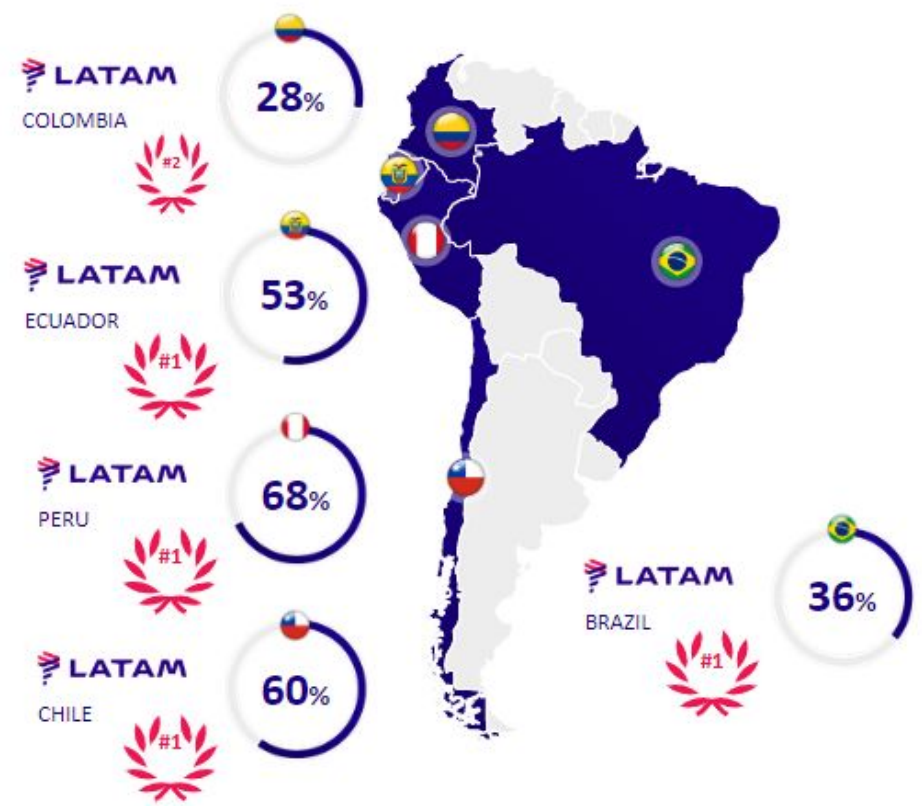 LATAM
COLOMBIA
28%
#2
LATAM
ECUADOR
53%
#1
LATAM
PERU
68%
#1
LATAM
CHILE
60%
#1
LATAM
BRAZIL
36%
#1